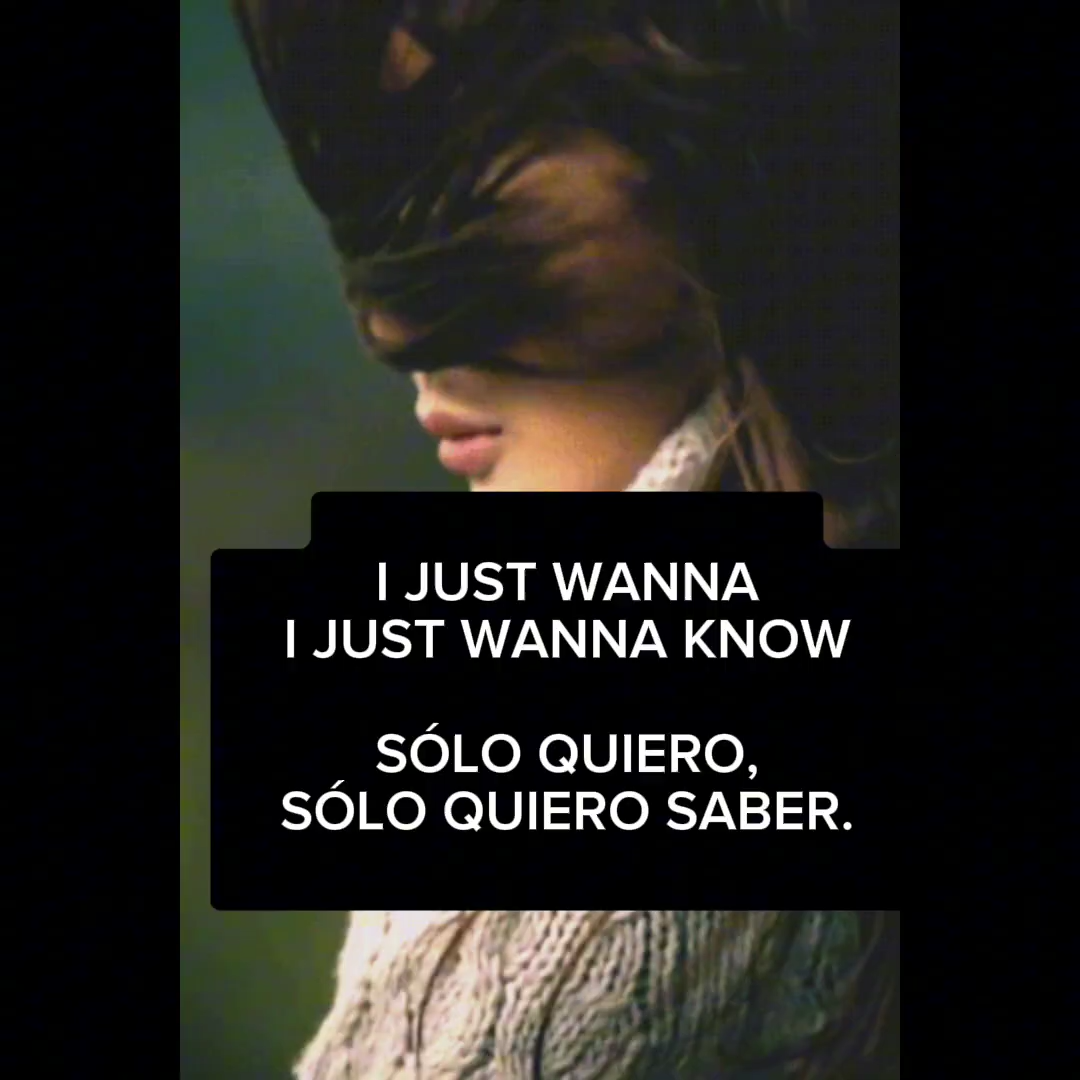 I JUST WANNA
I JUST WANNA KNOW
SÓLO QUIERO,
SÓLO QUIERO SABER.